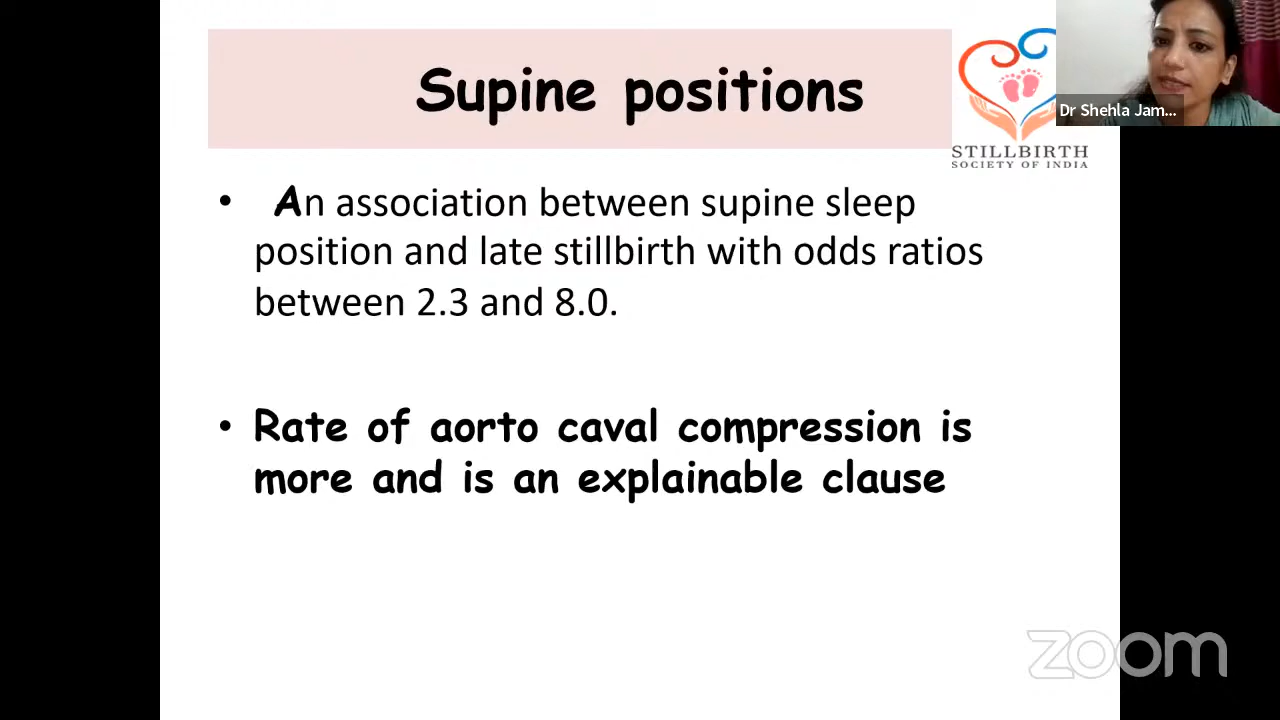 Supine positions
STILLBIRTH
SOCIETY OF INDIA
Dr Shehla Jam...
• An association between supine sleep
position and late stillbirth with odds ratios
between 2.3 and 8.0.
• Rate of aorto caval compression is
more and is an explainable clause
zoom